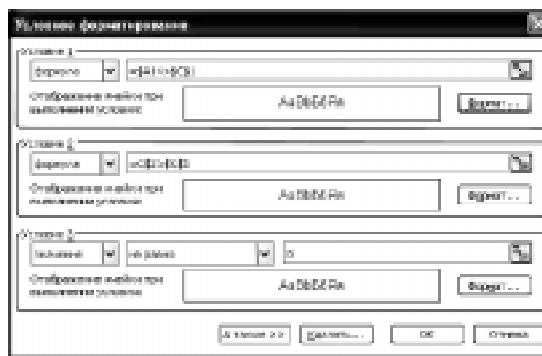 Условное форматирование
Условие 1
формула
Отображение ячейки при выполнении условия:
АаВbБбЯя
Формат...
Условие 2
формула
Отображение ячейки при выполнении условия:
АаВbБбЯя
Формат...
Условие 3
значение не равно
Отображение ячейки при выполнении условия:
АаВbБбЯя
Формат...
А также >> Удалить... ОК Отмена